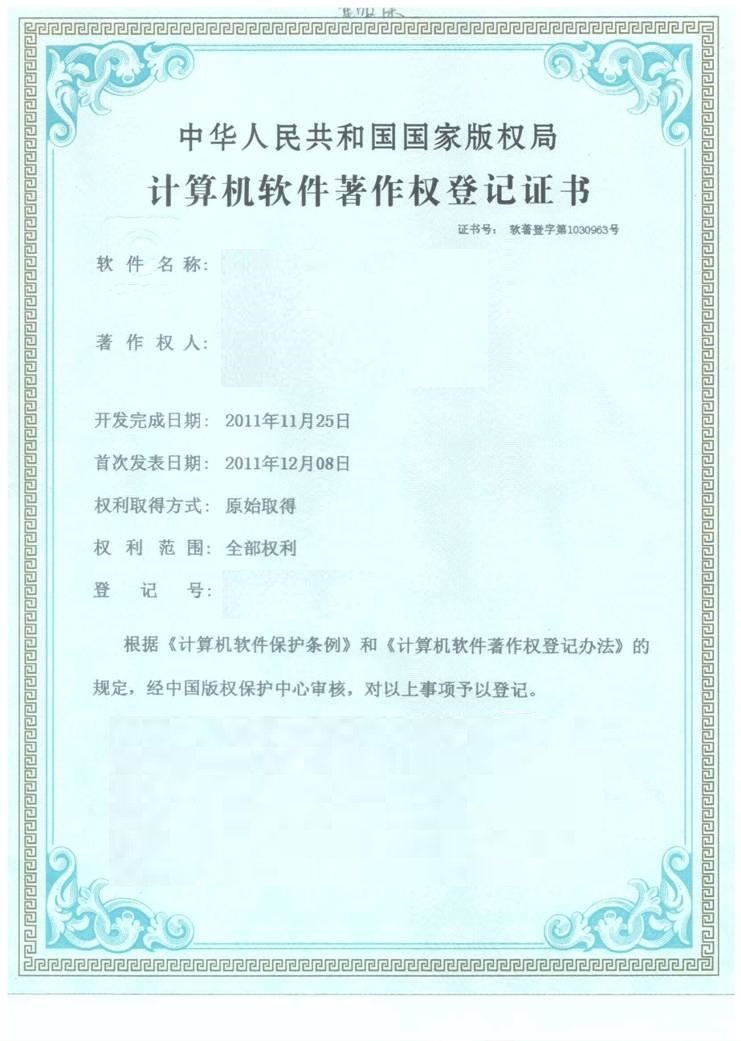 中华人民共和国国家版权局
计算机软件著作权登记证书
证书号： 软著登字第1030963号
软件名称：
著作权人：
开发完成日期： 2011年11月25日
首次发表日期： 2011年12月08日
权利取得方式： 原始取得
权利范围： 全部权利
登记号：
根据《计算机软件保护条例》和《计算机软件著作权登记办法》的
规定，经中国版权保护中心审核，对以上事项予以登记。